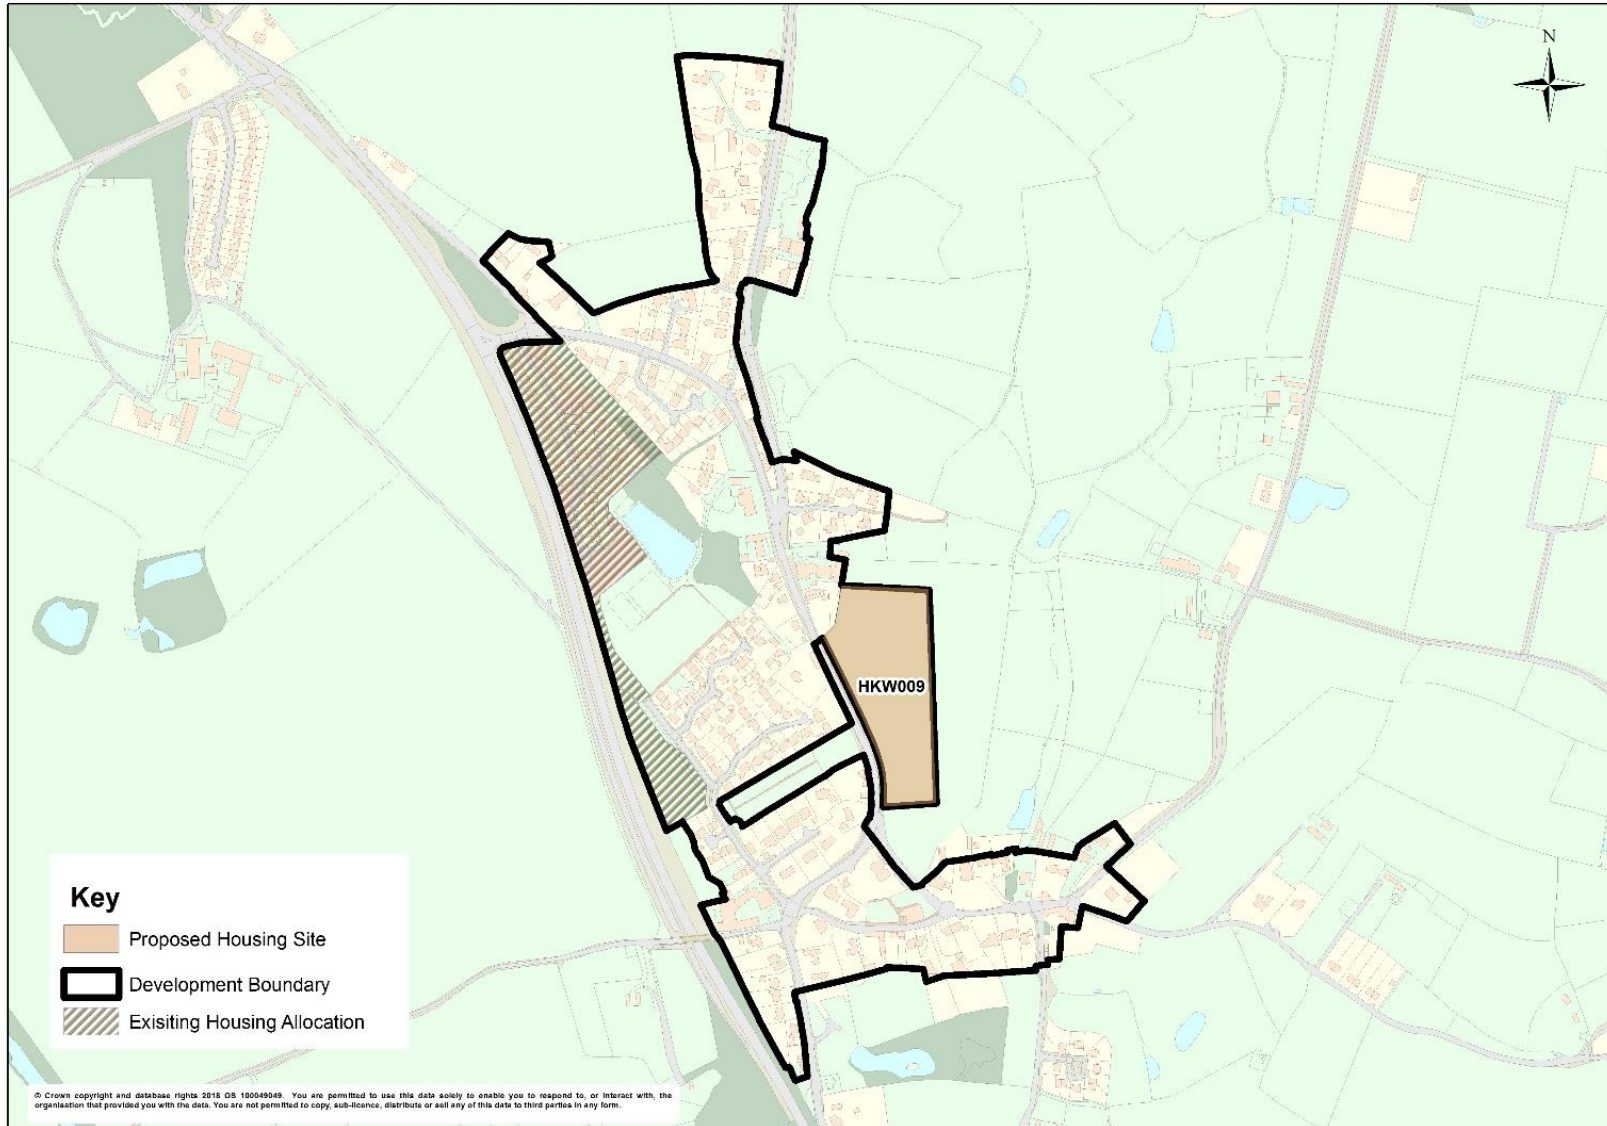 N
HKW009
Key
Proposed Housing Site
Development Boundary
Exisiting Housing Allocation
© Crown copyright and database rights 2018 OS 100049049. You are permitted to use this data solely to enable you to respond to, or interact with, the
organisation that provided you with the data. You are not permitted to copy, sub-licence, distribute or sell any of this data to third parties in any form.